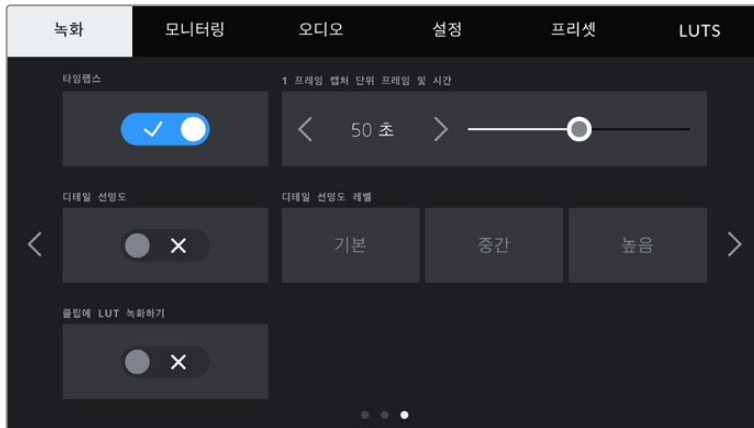 녹화 모니터링 오디오 설정 프리셋 LUTS
타임랩스 1 프레임 캡처 단위 프레임 및 시간
50 초
디테일 선명도 디테일 선명도 레벨
기본 중간 높음
클립에 LUT 녹화하기